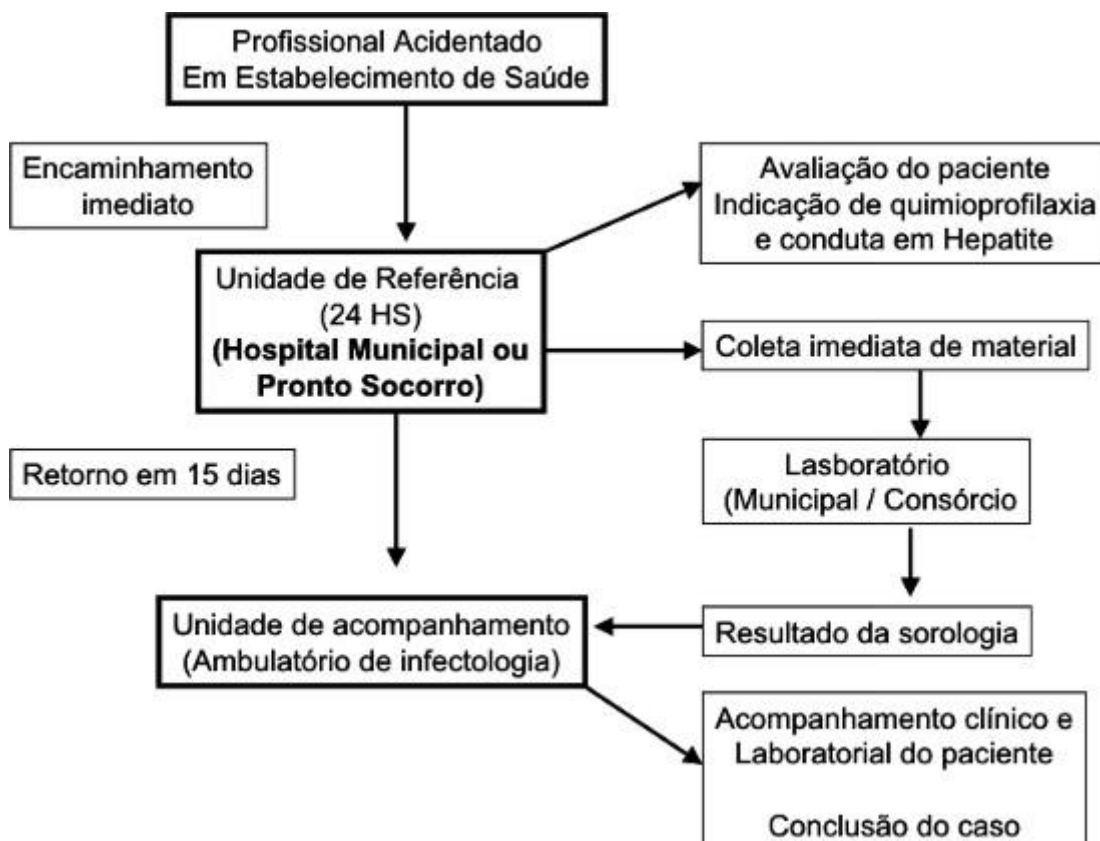 Profissional Acidentado
Em Estabelecimento de Saúde
Encaminhamento
imediato
Avaliação do paciente
Indicação de quimioprofilaxia
e conduta em Hepatite
Unidade de Referência
(24 HS)
(Hospital Municipal ou
Pronto Socorro)
Coleta imediata de material
Retorno em 15 dias
Lasboratório
(Municipal / Consórcio
Unidade de acompanhamento
(Ambulatório de infectologia)
Resultado da sorologia
Acompanhamento clínico e
Laboratorial do paciente
Conclusão do caso